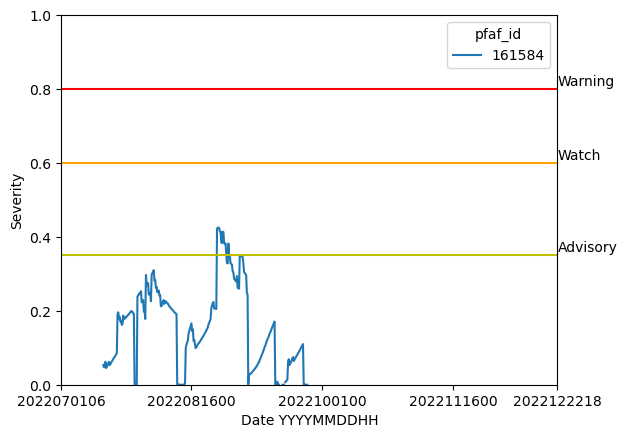 1.0
0.8
0.6
0.4
0.2
0.0
Severity
pfaf_id
161584
Warning
Watch
Advisory
2022070106
2022081600
2022100100
2022111600
2022122218
Date YYYYMMDDHH